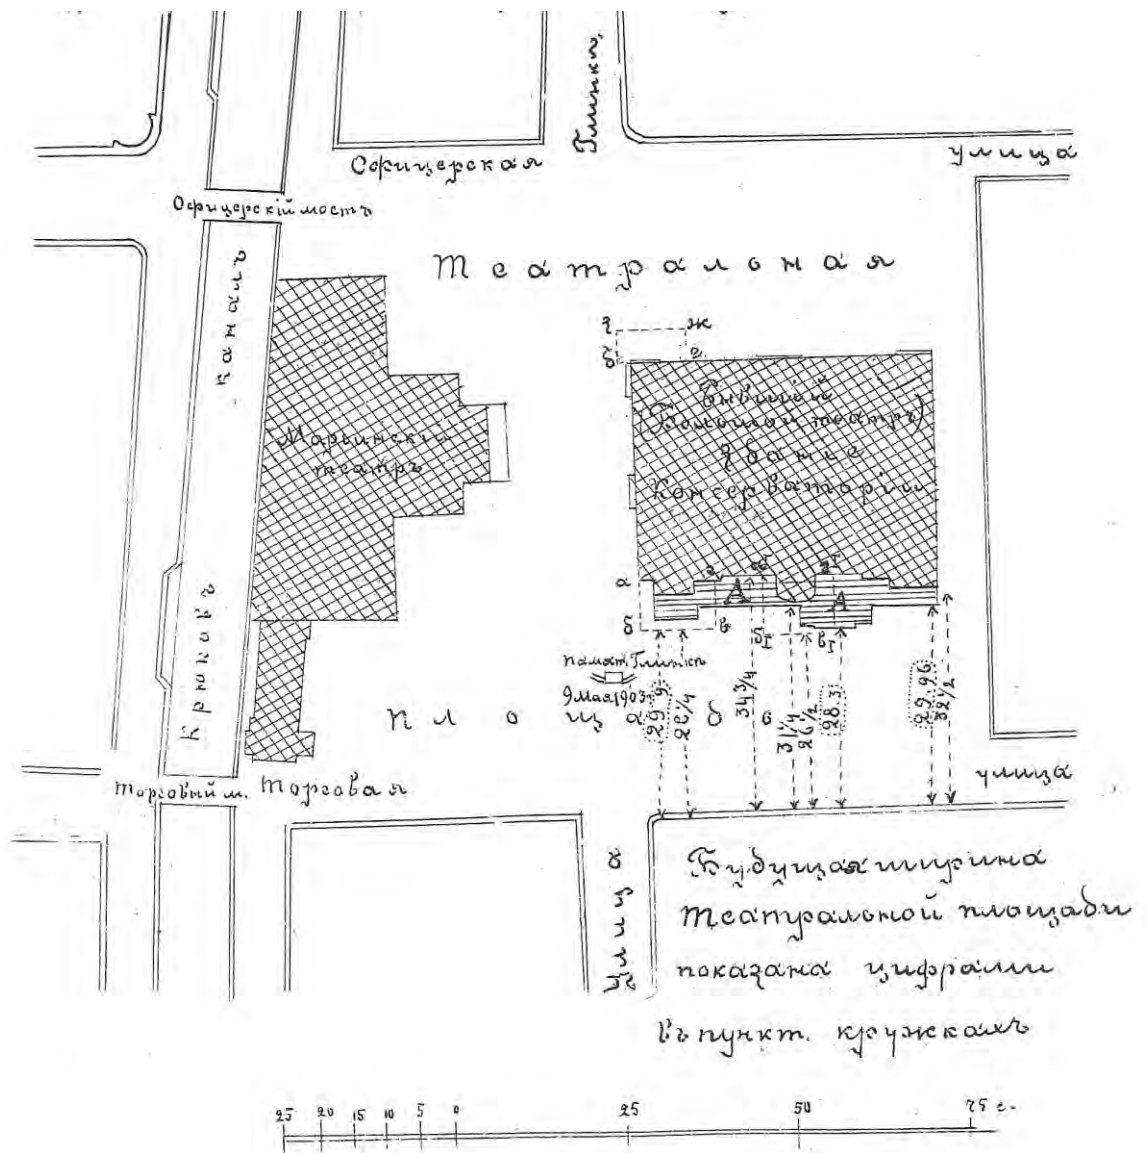 Глинки
Офицерская
улица
Офицерскій мостъ
Театральная
каналъ
з ж
б г
Бывшій
(Большой театръ)
Зданіе
Консерваторіи
Марьинскій
театръ
а
А А
б в
памят. Глинкѣ
9 мая 1903 г.
площадь
29.9
26 1/4
34 3/4
31 1/4
26 1/2
28.3
29.96
32 1/2
Крюковъ
Торговый м. Торговая
улица
улица
Будущая ширина
Театральной площади
показана цифрами
въ пункт. кружкахъ
25 20 15 10 5 0 25 50 75 с.